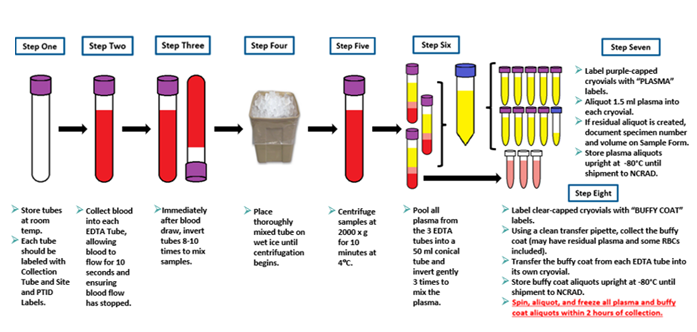 Step One
Store tubes
at room
temp.
Each tube
should be
labeled with
Collection
Tube and Site
and PTID
Labels.
Step Two
Collect blood
into each
EDTA Tube,
allowing
blood to
flow for 10
seconds and
ensuring
blood flow
has stopped.
Step Three
Immediately
after blood
draw, invert
tubes 8-10
times to mix
samples.
Step Four
Place
thoroughly
mixed tube on
wet ice until
centrifugation
begins.
Step Five
Centrifuge
samples at
2000 x g
for 10
minutes at
4°C.
Step Six
Pool all
plasma from
the 3 EDTA
tubes into a
50 ml conical
tube and
invert gently
3 times to
mix the
plasma.
Step Seven
Label purple-capped
cryovials with "PLASMA"
labels.
Aliquot 1.5 ml plasma into
each cryovial.
If residual aliquot is created,
document specimen number
and volume on Sample Form.
Store plasma aliquots
upright at -80°C until
shipment to NCRAD.
Step Eight
Label clear-capped cryovials with "BUFFY COAT" labels.
Using a clean transfer pipette, collect the buffy
coat (may have residual plasma and some RBCs
included).
Transfer the buffy coat from each EDTA tube into
its own cryovial.
Store buffy coat aliquots upright at -80°C until
shipment to NCRAD.
Spin, aliquot, and freeze all plasma and buffy
coat aliquots within 2 hours of collection.